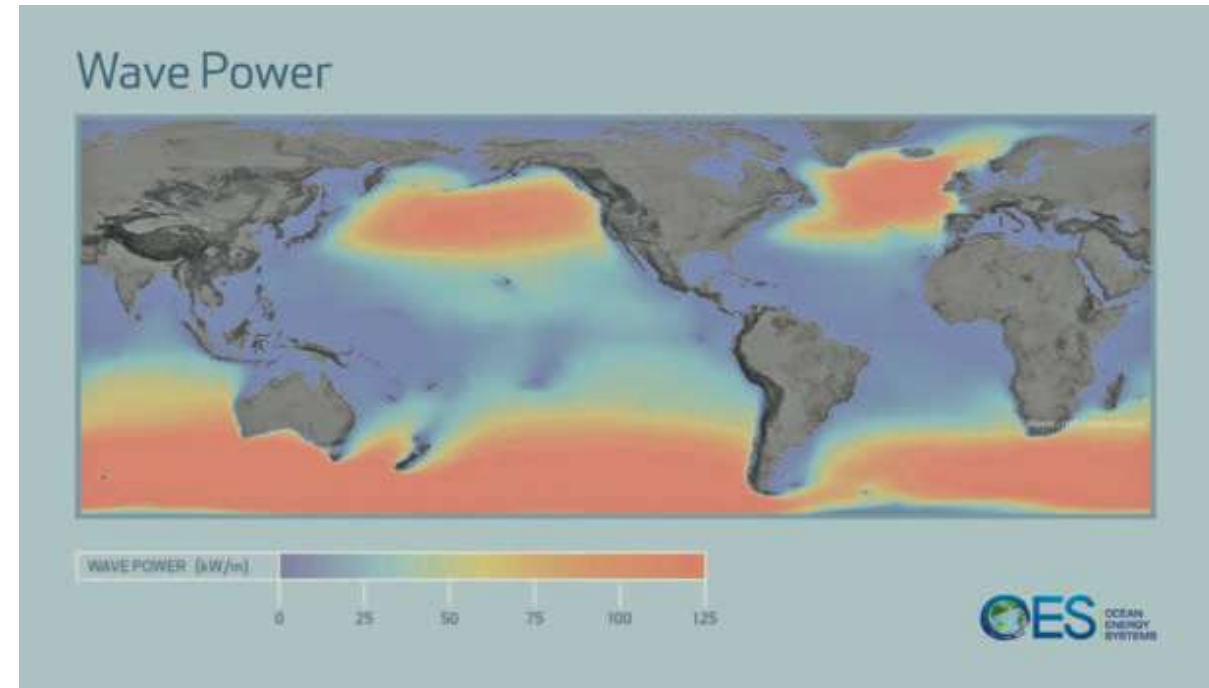 Wave Power
WAVE POWER (kW/m)
0 25 50 75 100 125
OES OCEAN
ENERGY
SYSTEMS